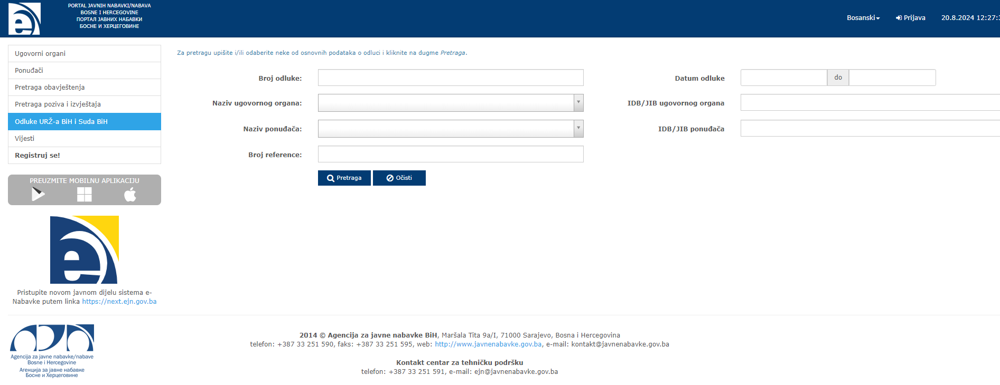 PORTAL JAVNIH NABAVKI/NABAVA
BOSNE I HERCEGOVINE
ПОРТАЛ ЈАВНИХ НАБАВКИ
БОСНЕ И ХЕРЦЕГОВИНЕ
Bosanski
Prijava
20.8.2024 12:27:3
Ugovorni organi
Ponuđači
Pretraga obavještenja
Pretraga poziva i izvještaja
Odluke URŽ-a BiH i Suda BiH
Vijesti
Registruj se!
PREUZMITE MOBILNU APLIKACIJU
Pristupite novom javnom dijelu sistema e-
Nabavke putem linka https://next.ejn.gov.ba
Za pretragu upišite i/ili odaberite neke od osnovnih podataka o odluci i kliknite na dugme Pretraga.
Broj odluke:
Datum odluke
do
Naziv ugovornog organa:
IDB/JIB ugovornog organa
Naziv ponuđača:
IDB/JIB ponuđača
Broj reference:
Pretraga
Očisti
Agencija za javne nabavke/nabave
Bosne i Hercegovine
Агенција за јавне набавке
Босне и Херцеговине
2014 © Agencija za javne nabavke BiH, Maršala Tita 9a/I, 71000 Sarajevo, Bosna i Hercegovina
telefon: +387 33 251 590, faks: +387 33 251 595, web: http://www.javnenabavke.gov.ba, e-mail: kontakt@javnenabavke.gov.ba
Kontakt centar za tehničku podršku
telefon: +387 33 251 591, e-mail: ejn@javnenabavke.gov.ba